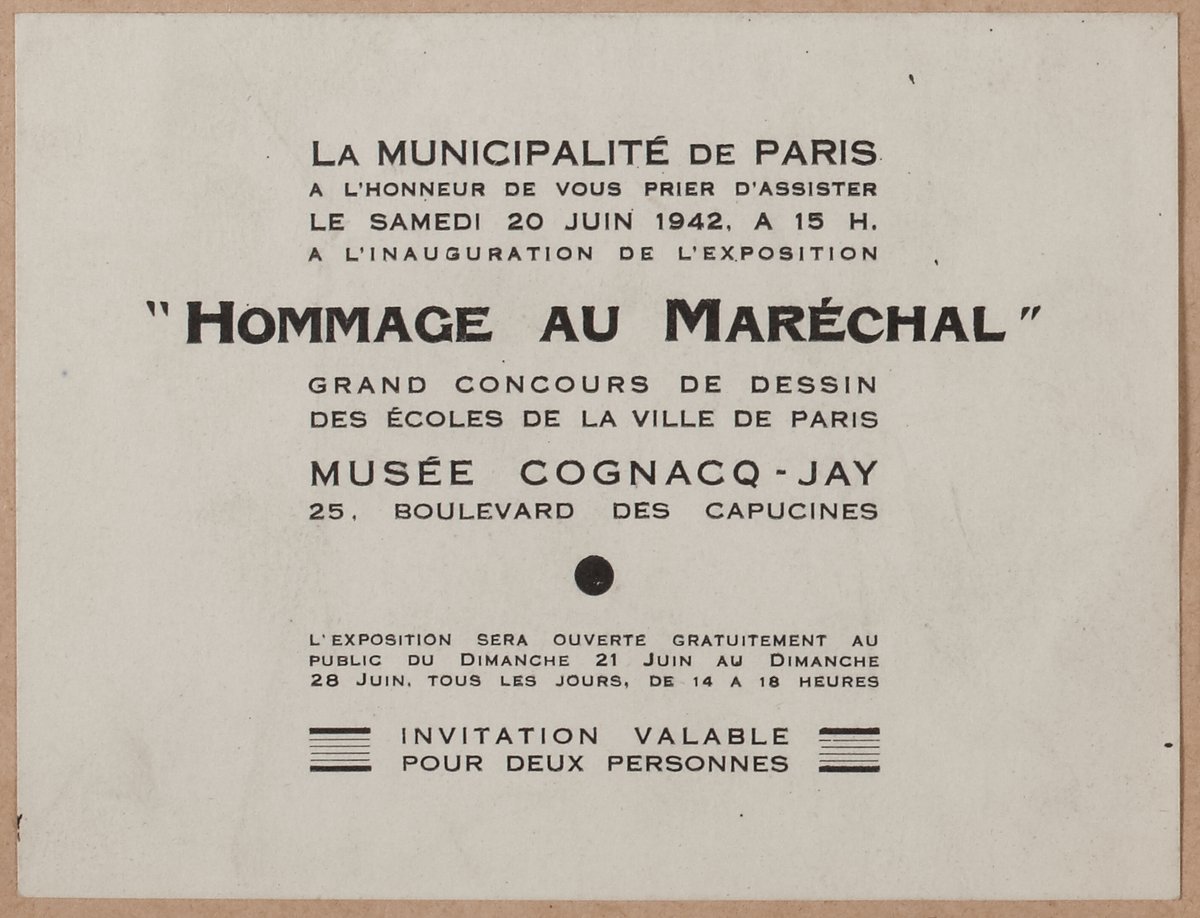 LA MUNICIPALITÉ DE PARIS
A L'HONNEUR DE VOUS PRIER D'ASSISTER
LE SAMEDI 20 JUIN 1942, A 15 H.
A L'INAUGURATION DE L'EXPOSITION
"HOMMAGE AU MARÉCHAL"
GRAND CONCOURS DE DESSIN
DES ÉCOLES DE LA VILLE DE PARIS
MUSÉE COGNACQ-JAY
25, BOULEVARD DES CAPUCINES
L'EXPOSITION SERA OUVERTE GRATUITEMENT AU
PUBLIC DU DIMANCHE 21 JUIN AU DIMANCHE
28 JUIN, TOUS LES JOURS, DE 14 A 18 HEURES
INVITATION VALABLE
POUR DEUX PERSONNES